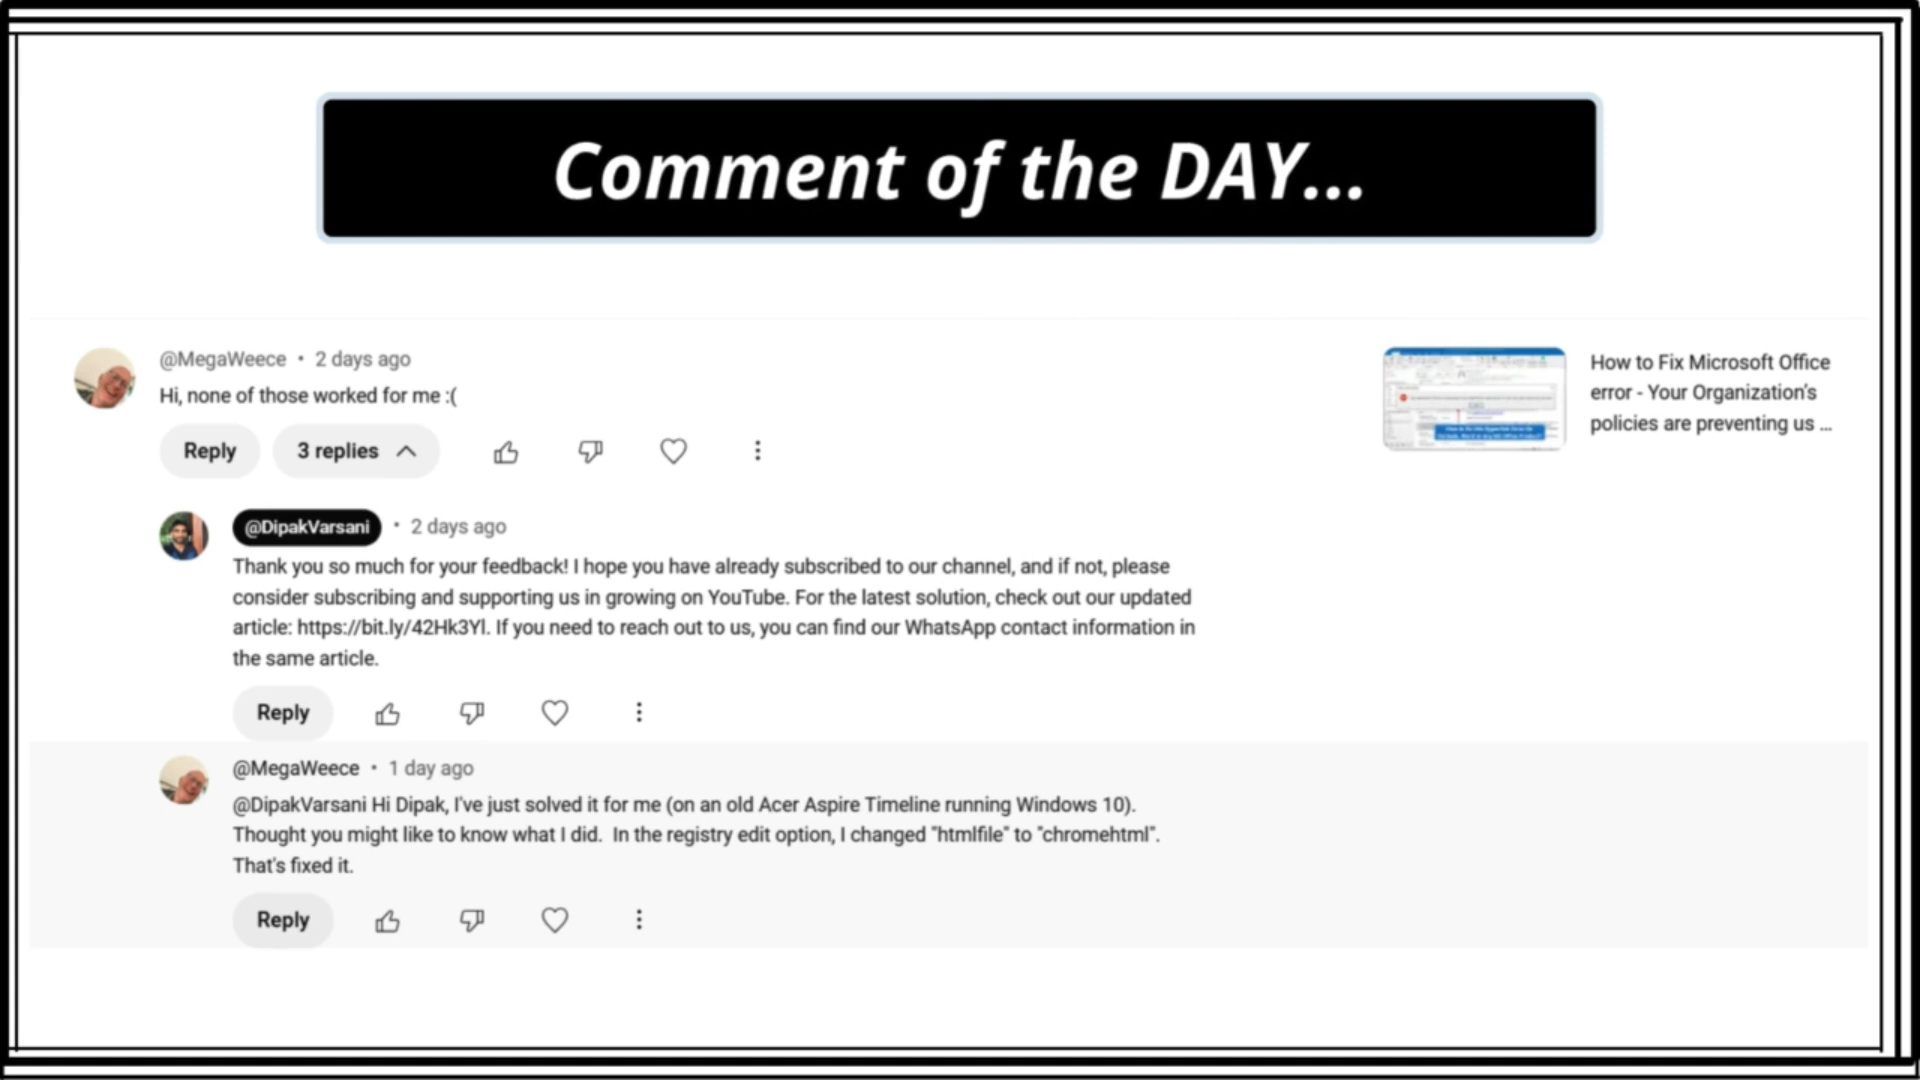 Comment of the DAY...
@MegaWeece • 2 days ago
Hi, none of those worked for me :(
Reply 3 replies
How to Fix Microsoft Office
error - Your Organization's
policies are preventing us ...
@DipakVarsani • 2 days ago
Thank you so much for your feedback! I hope you have already subscribed to our channel, and if not, please
consider subscribing and supporting us in growing on YouTube. For the latest solution, check out our updated
article: https://bit.ly/42Hk3Yl. If you need to reach out to us, you can find our WhatsApp contact information in
the same article.
Reply
@MegaWeece • 1 day ago
@DipakVarsani Hi Dipak, I've just solved it for me (on an old Acer Aspire Timeline running Windows 10).
Thought you might like to know what I did. In the registry edit option, I changed "htmlfile" to "chromehtml".
That's fixed it.
Reply